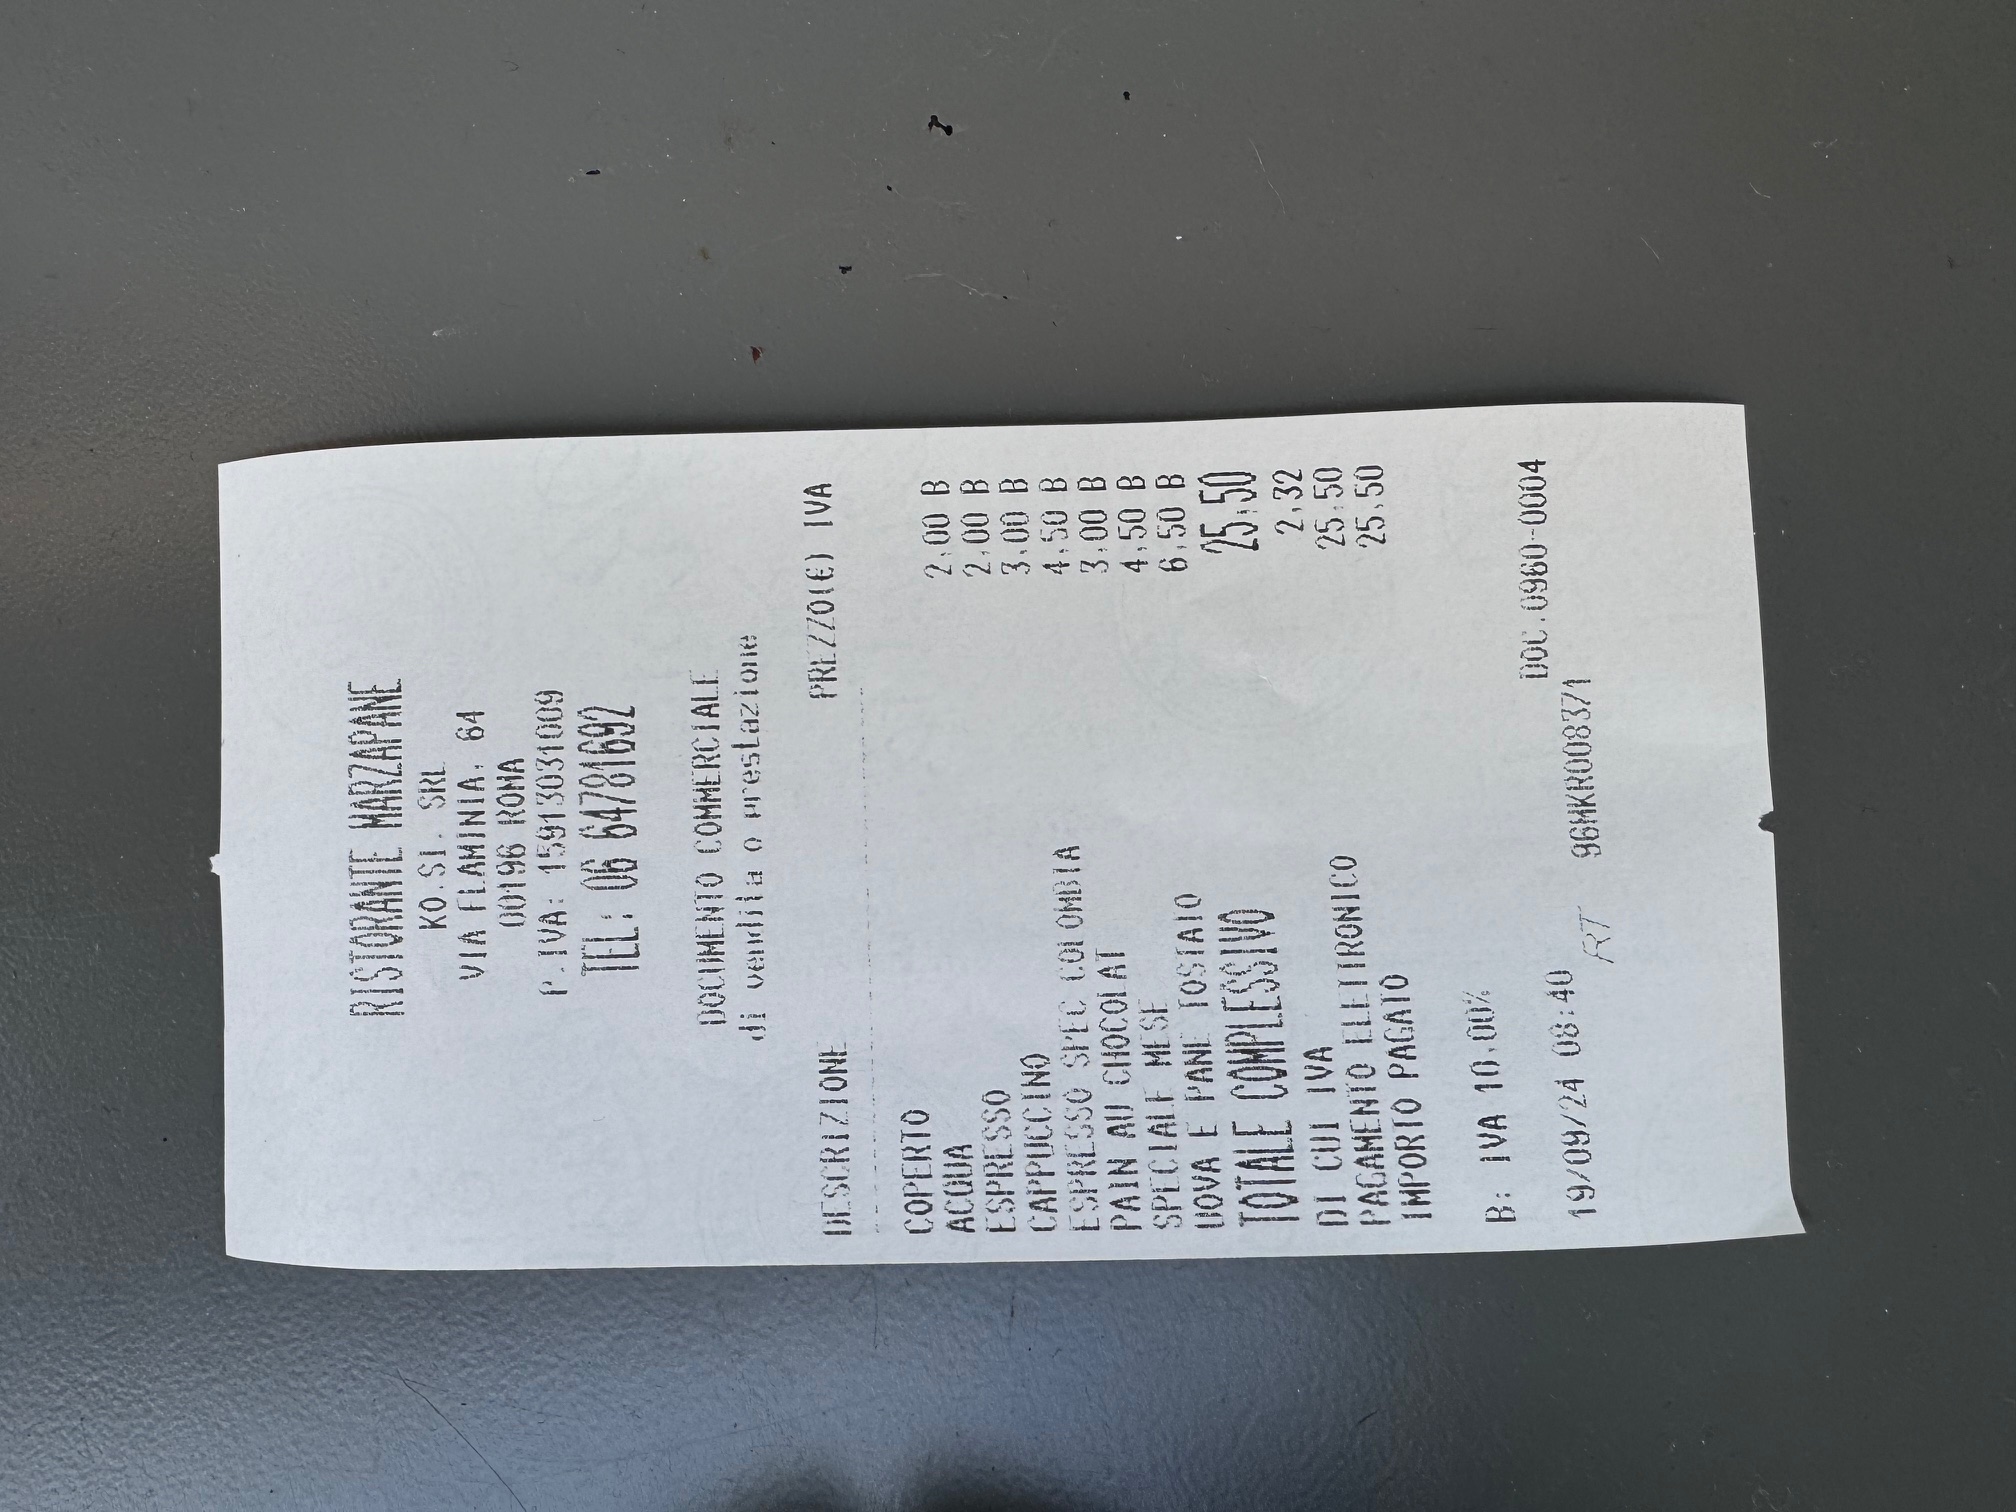 RISTORANTE MARZAPANE
KO.SI. SRL
VIA FLAMINIA, 64
00196 ROMA
P.IVA: 15913031009
TEL: 06 64781692
DOCUMENTO COMMERCIALE
di vendita o prestazione
DESCRIZIONE PREZZO(€) IVA
COPERTO
ACQUA 2,00 B
ESPRESSO 2,00 B
CAPPUCCINO 3,00 B
ESPRESSO SPEC COLOMBIA 4,50 B
PAIN AU CHOCOLAT 3,00 B
SPECIALE MESE 4,50 B
UOVA E PANE TOSTATO 6,50 B
TOTALE COMPLESSIVO 25,50
DI CUI IVA 2,32
PAGAMENTO ELETTRONICO 25,50
IMPORTO PAGATO 25,50
B: IVA 10,00%
19/09/24 08:40 DOC.0960-0004
RT 96MKR008371